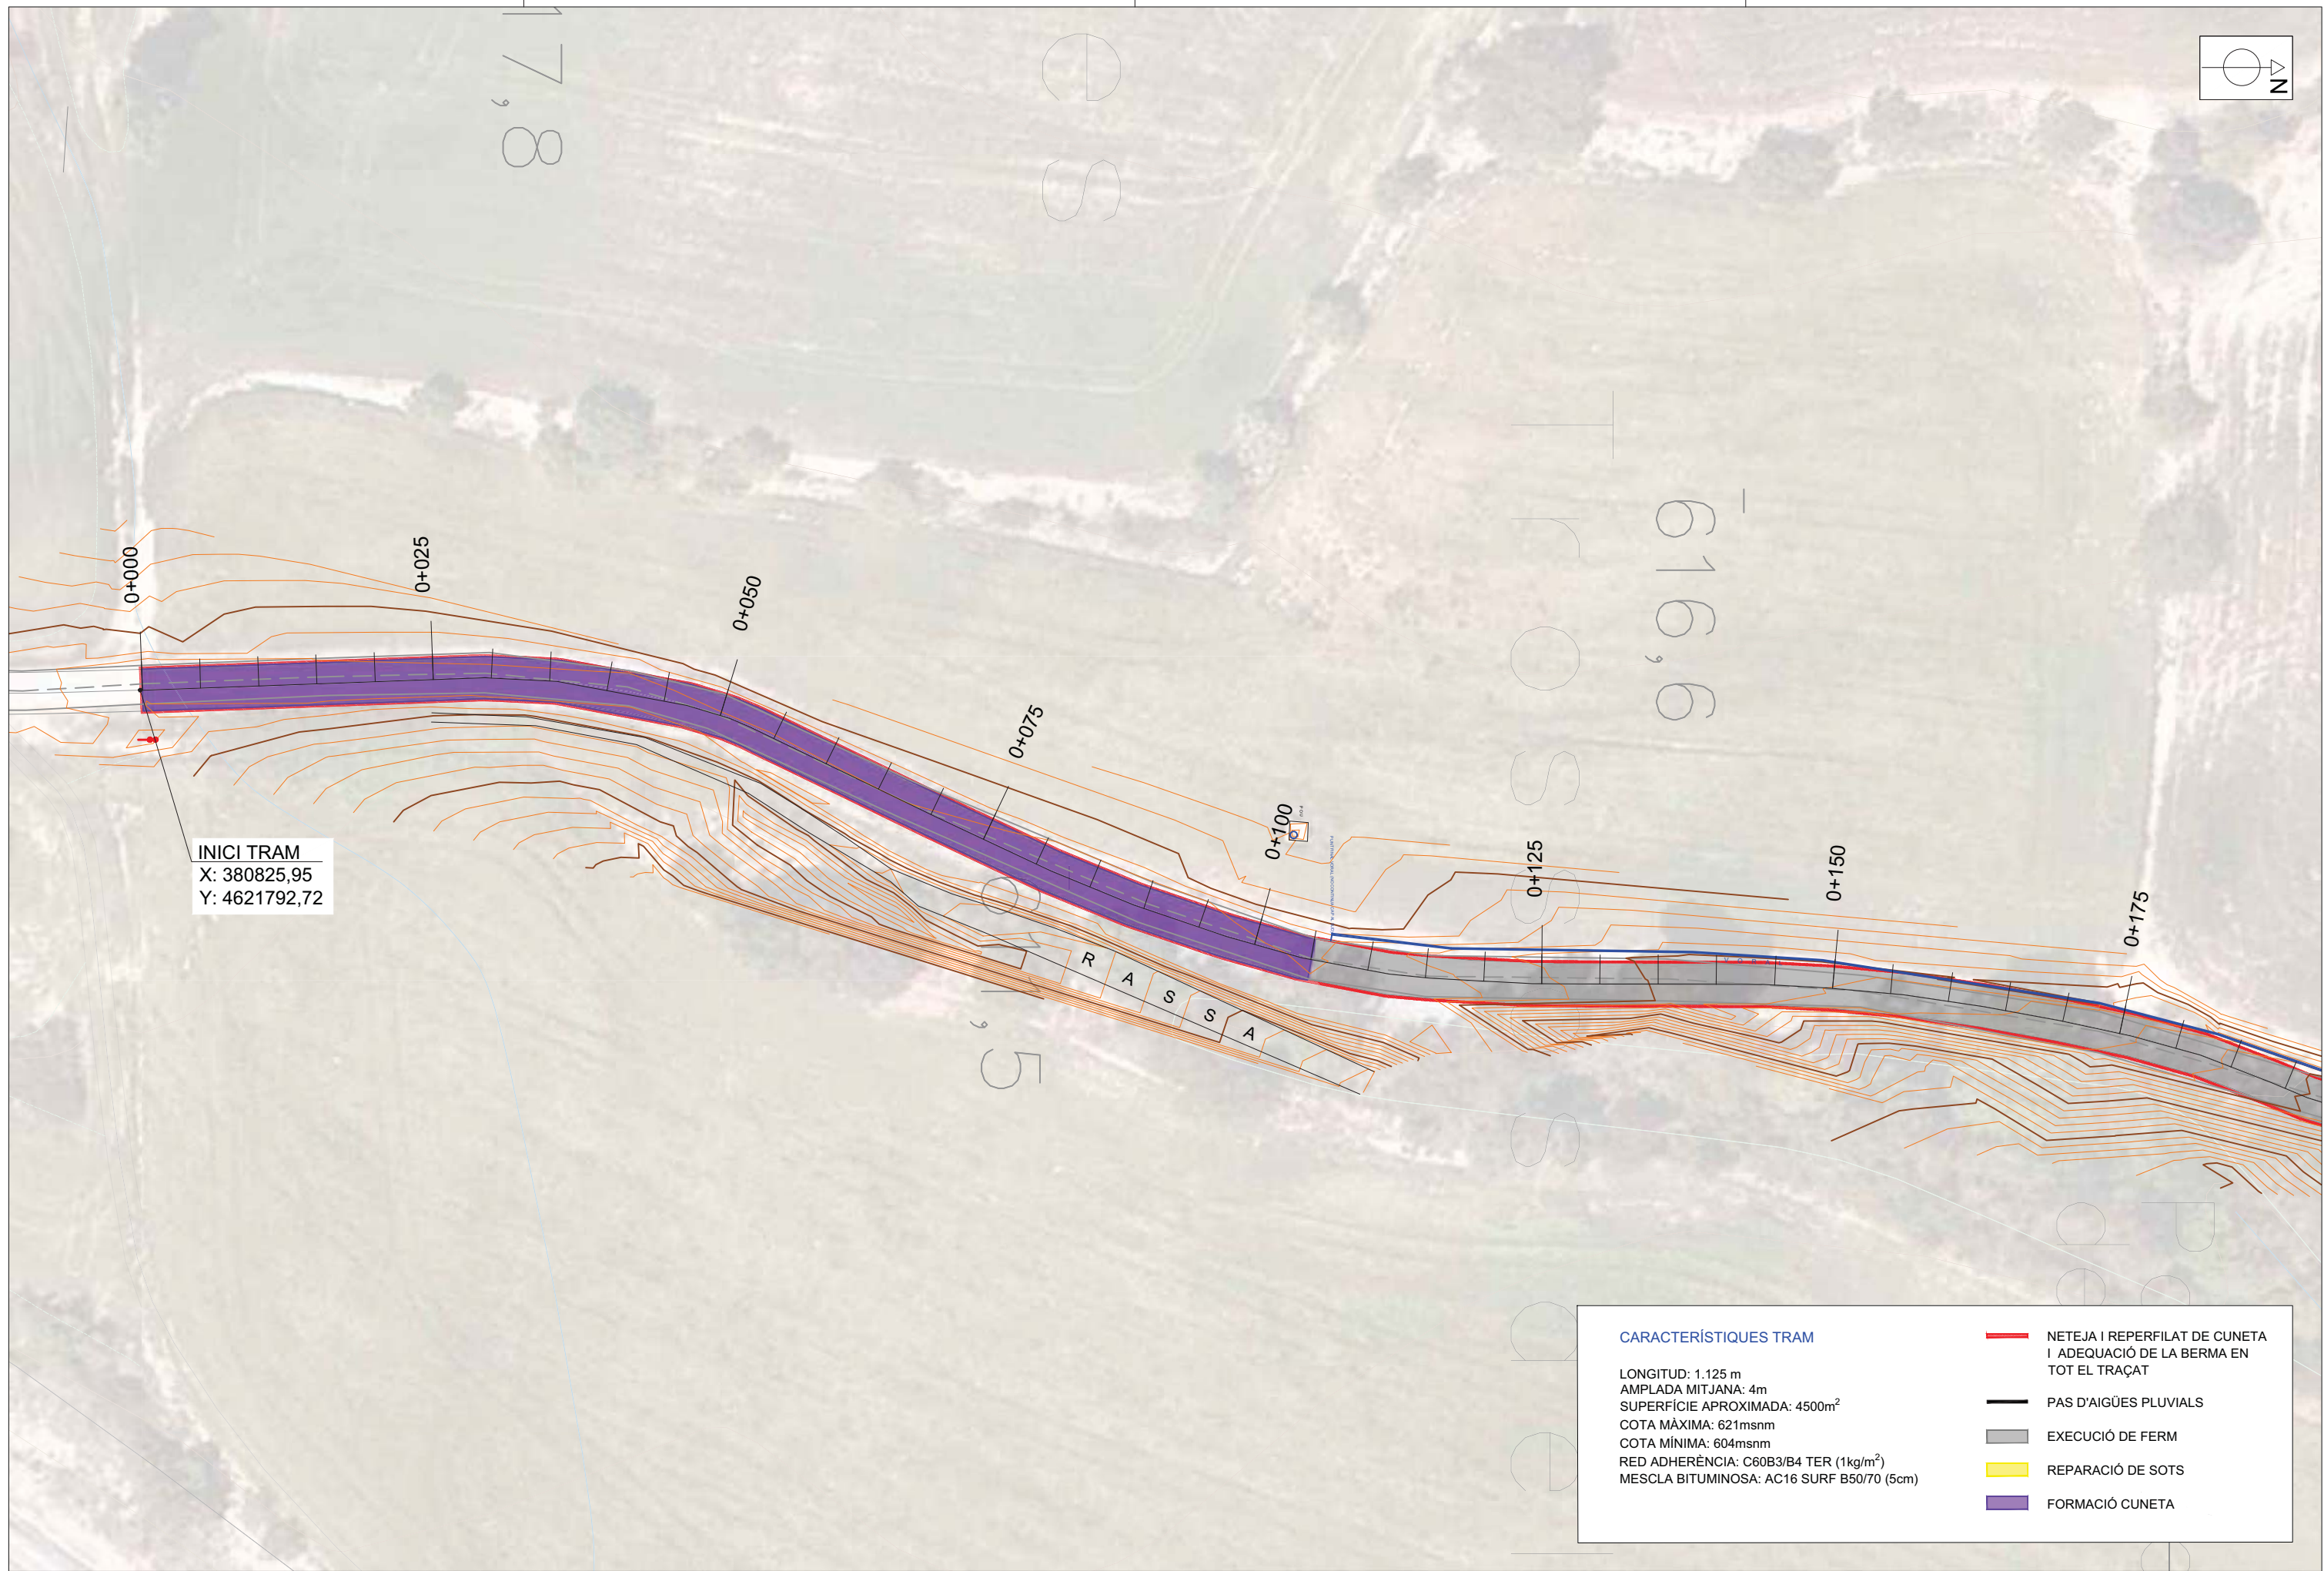 17,8
e
s
N
0+000
0+025
0+050
0+075
0+100
0+125
0+150
0+175
T
r
o
s
s
o
s
616,6
INICI TRAM
X: 380825,95
Y: 4621792,72
RASSA
CARACTERÍSTIQUES TRAM
LONGITUD: 1.125 m
AMPLADA MITJANA: 4m
SUPERFÍCIE APROXIMADA: 4500m²
COTA MÀXIMA: 621msnm
COTA MÍNIMA: 604msnm
RED ADHERÈNCIA: C60B3/B4 TER (1kg/m²)
MESCLA BITUMINOSA: AC16 SURF B50/70 (5cm)
NETEJA I REPERFILAT DE CUNETA
I ADEQUACIÓ DE LA BERMA EN
TOT EL TRAÇAT
PAS D'AIGÜES PLUVIALS
EXECUCIÓ DE FERM
REPARACIÓ DE SOTS
FORMACIÓ CUNETA